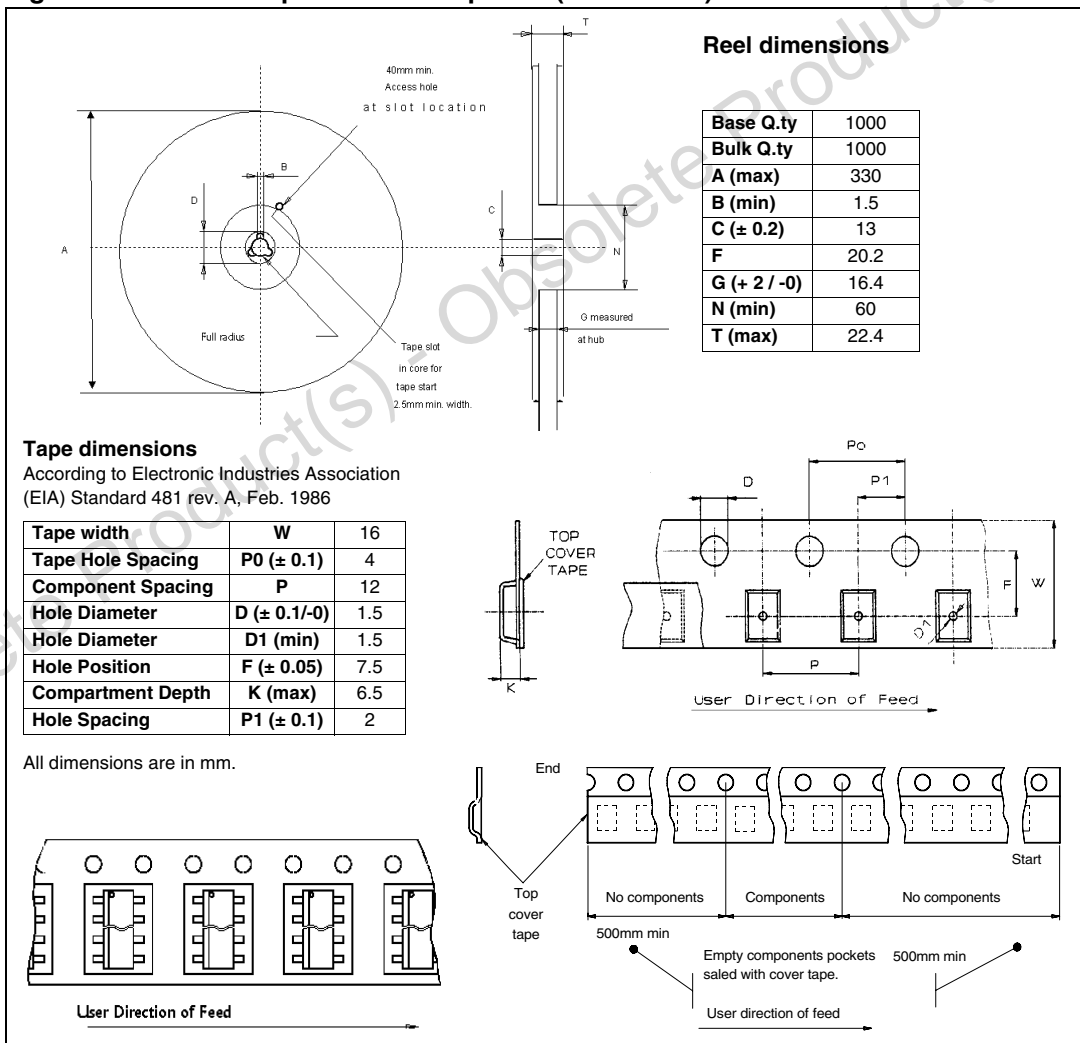 T
Reel dimensions
40mm min.
Access hole
at slot location
B
D
C
A
N
G measured
at hub
Full radius
Tape slot
in core for
tape start
2.5mm min. width.
Base Q.ty 1000
Bulk Q.ty 1000
A (max) 330
B (min) 1.5
C (± 0.2) 13
F 20.2
G (+ 2 / -0) 16.4
N (min) 60
T (max) 22.4
Tape dimensions
According to Electronic Industries Association
(EIA) Standard 481 rev. A, Feb. 1986
Tape width W 16
Tape Hole Spacing P0 (± 0.1) 4
Component Spacing P 12
Hole Diameter D (± 0.1/-0) 1.5
Hole Diameter D1 (min) 1.5
Hole Position F (± 0.05) 7.5
Compartment Depth K (max) 6.5
Hole Spacing P1 (± 0.1) 2
All dimensions are in mm.
Po
D
P1
TOP
COVER
TAPE
F
W
D1
K
P
User Direction of Feed
End
Start
Top
cover
tape
No components
Components
No components
500mm min
Empty components pockets
saled with cover tape.
500mm min
User direction of feed
User Direction of Feed
Obsolete Product(s) - Obsolete Product(